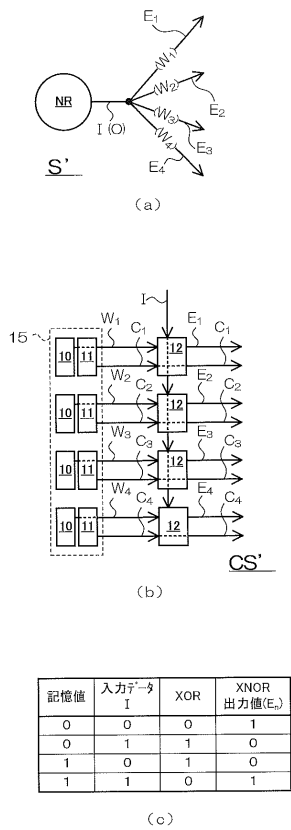 E1
W1
W2
NR
E2
W3
I (O)
W4
E3
E4
S'
(a)
I
15
W1 C1 E1 C1
10 11 12
W2 C2 E2 C2
10 11 12
W3 C3 E3 C3
10 11 12
W4 C4 E4 C4
10 11 12
CS'
(b)
記憶値 入力データ I XOR XNOR 出力値(En)
0 0 0 1
0 1 1 0
1 0 1 0
1 1 0 1
(c)